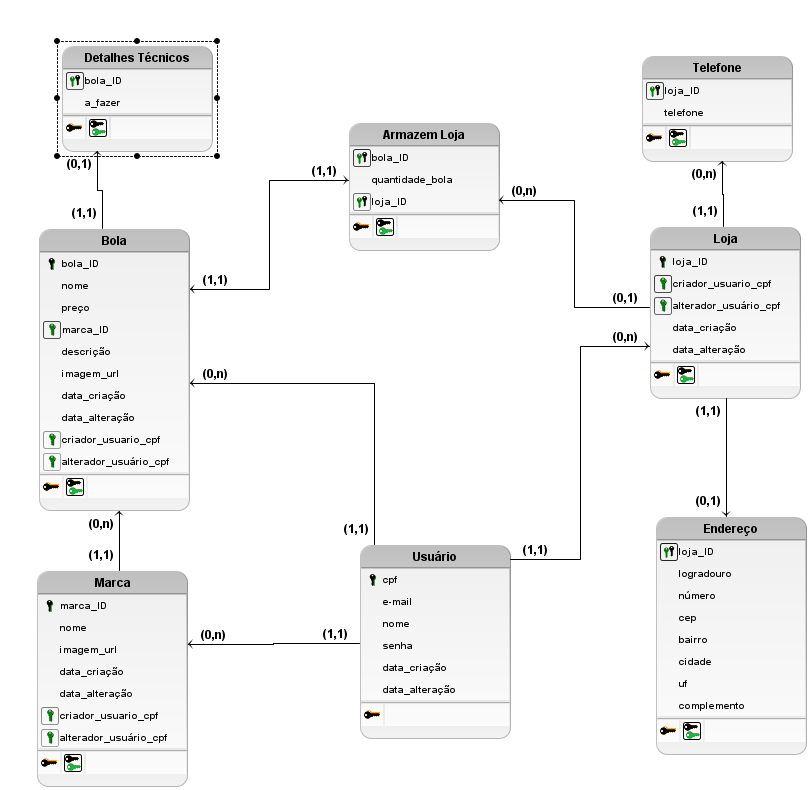 Detalhes Técnicos
bola_ID
a_fazer
(0,1)
(1,1)
Armazem Loja
bola_ID
quantidade_bola
loja_ID
(1,1)
(0,n)
Telefone
loja_ID
telefone
(0,n)
(1,1)
Bola
bola_ID
nome
preço
marca_ID
descrição
imagem_url
data_criação
data_alteração
criador_usuario_cpf
alterador_usuário_cpf
(1,1)
(0,n)
(0,n)
(1,1)
Loja
loja_ID
criador_usuario_cpf
alterador_usuário_cpf
data_criação
data_alteração
(0,1)
(0,n)
(1,1)
(0,1)
Marca
marca_ID
nome
imagem_url
data_criação
data_alteração
criador_usuario_cpf
alterador_usuário_cpf
(0,n)
(1,1)
(1,1)
(1,1)
Usuário
cpf
e-mail
nome
senha
data_criação
data_alteração
Endereço
loja_ID
logradouro
número
cep
bairro
cidade
uf
complemento